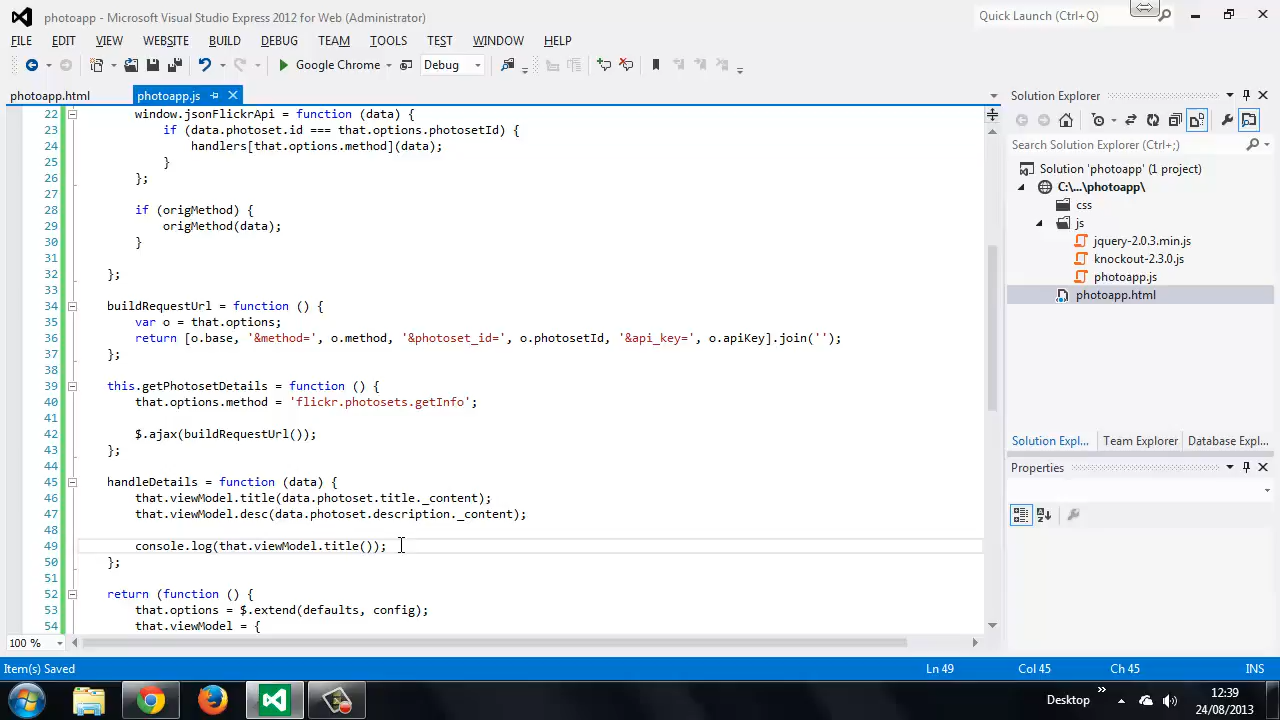 photoapp - Microsoft Visual Studio Express 2012 for Web (Administrator)
Quick Launch (Ctrl+Q)
FILE EDIT VIEW WEBSITE BUILD DEBUG TEAM TOOLS TEST WINDOW HELP
Google Chrome Debug
photoapp.html photoapp.js
22 window.jsonFlickrApi = function (data) {
23 if (data.photoset.id === that.options.photosetId) {
24 handlers[that.options.method](data);
25 }
26 };
27
28 if (origMethod) {
29 origMethod(data);
30 }
31
32 };
33
34 buildRequestUrl = function () {
35 var o = that.options;
36 return [o.base, '&method=', o.method, '&photoset_id=', o.photosetId, '&api_key=', o.apiKey].join('');
37 };
38
39 this.getPhotosetDetails = function () {
40 that.options.method = 'flickr.photosets.getInfo';
41
42 $.ajax(buildRequestUrl());
43 };
44
45 handleDetails = function (data) {
46 that.viewModel.title(data.photoset.title._content);
47 that.viewModel.desc(data.photoset.description._content);
48
49 console.log(that.viewModel.title());
50 };
51
52 return (function () {
53 that.options = $.extend(defaults, config);
54 that.viewModel = {
100 %
Solution Explorer
Search Solution Explorer (Ctrl+;)
Solution 'photoapp' (1 project)
C:\...\photoapp\
css
js
jquery-2.0.3.min.js
knockout-2.3.0.js
photoapp.js
photoapp.html
Solution Expl... Team Explorer Database Expl...
Properties
Item(s) Saved Ln 49 Col 45 Ch 45 INS
Desktop
12:39
24/08/2013